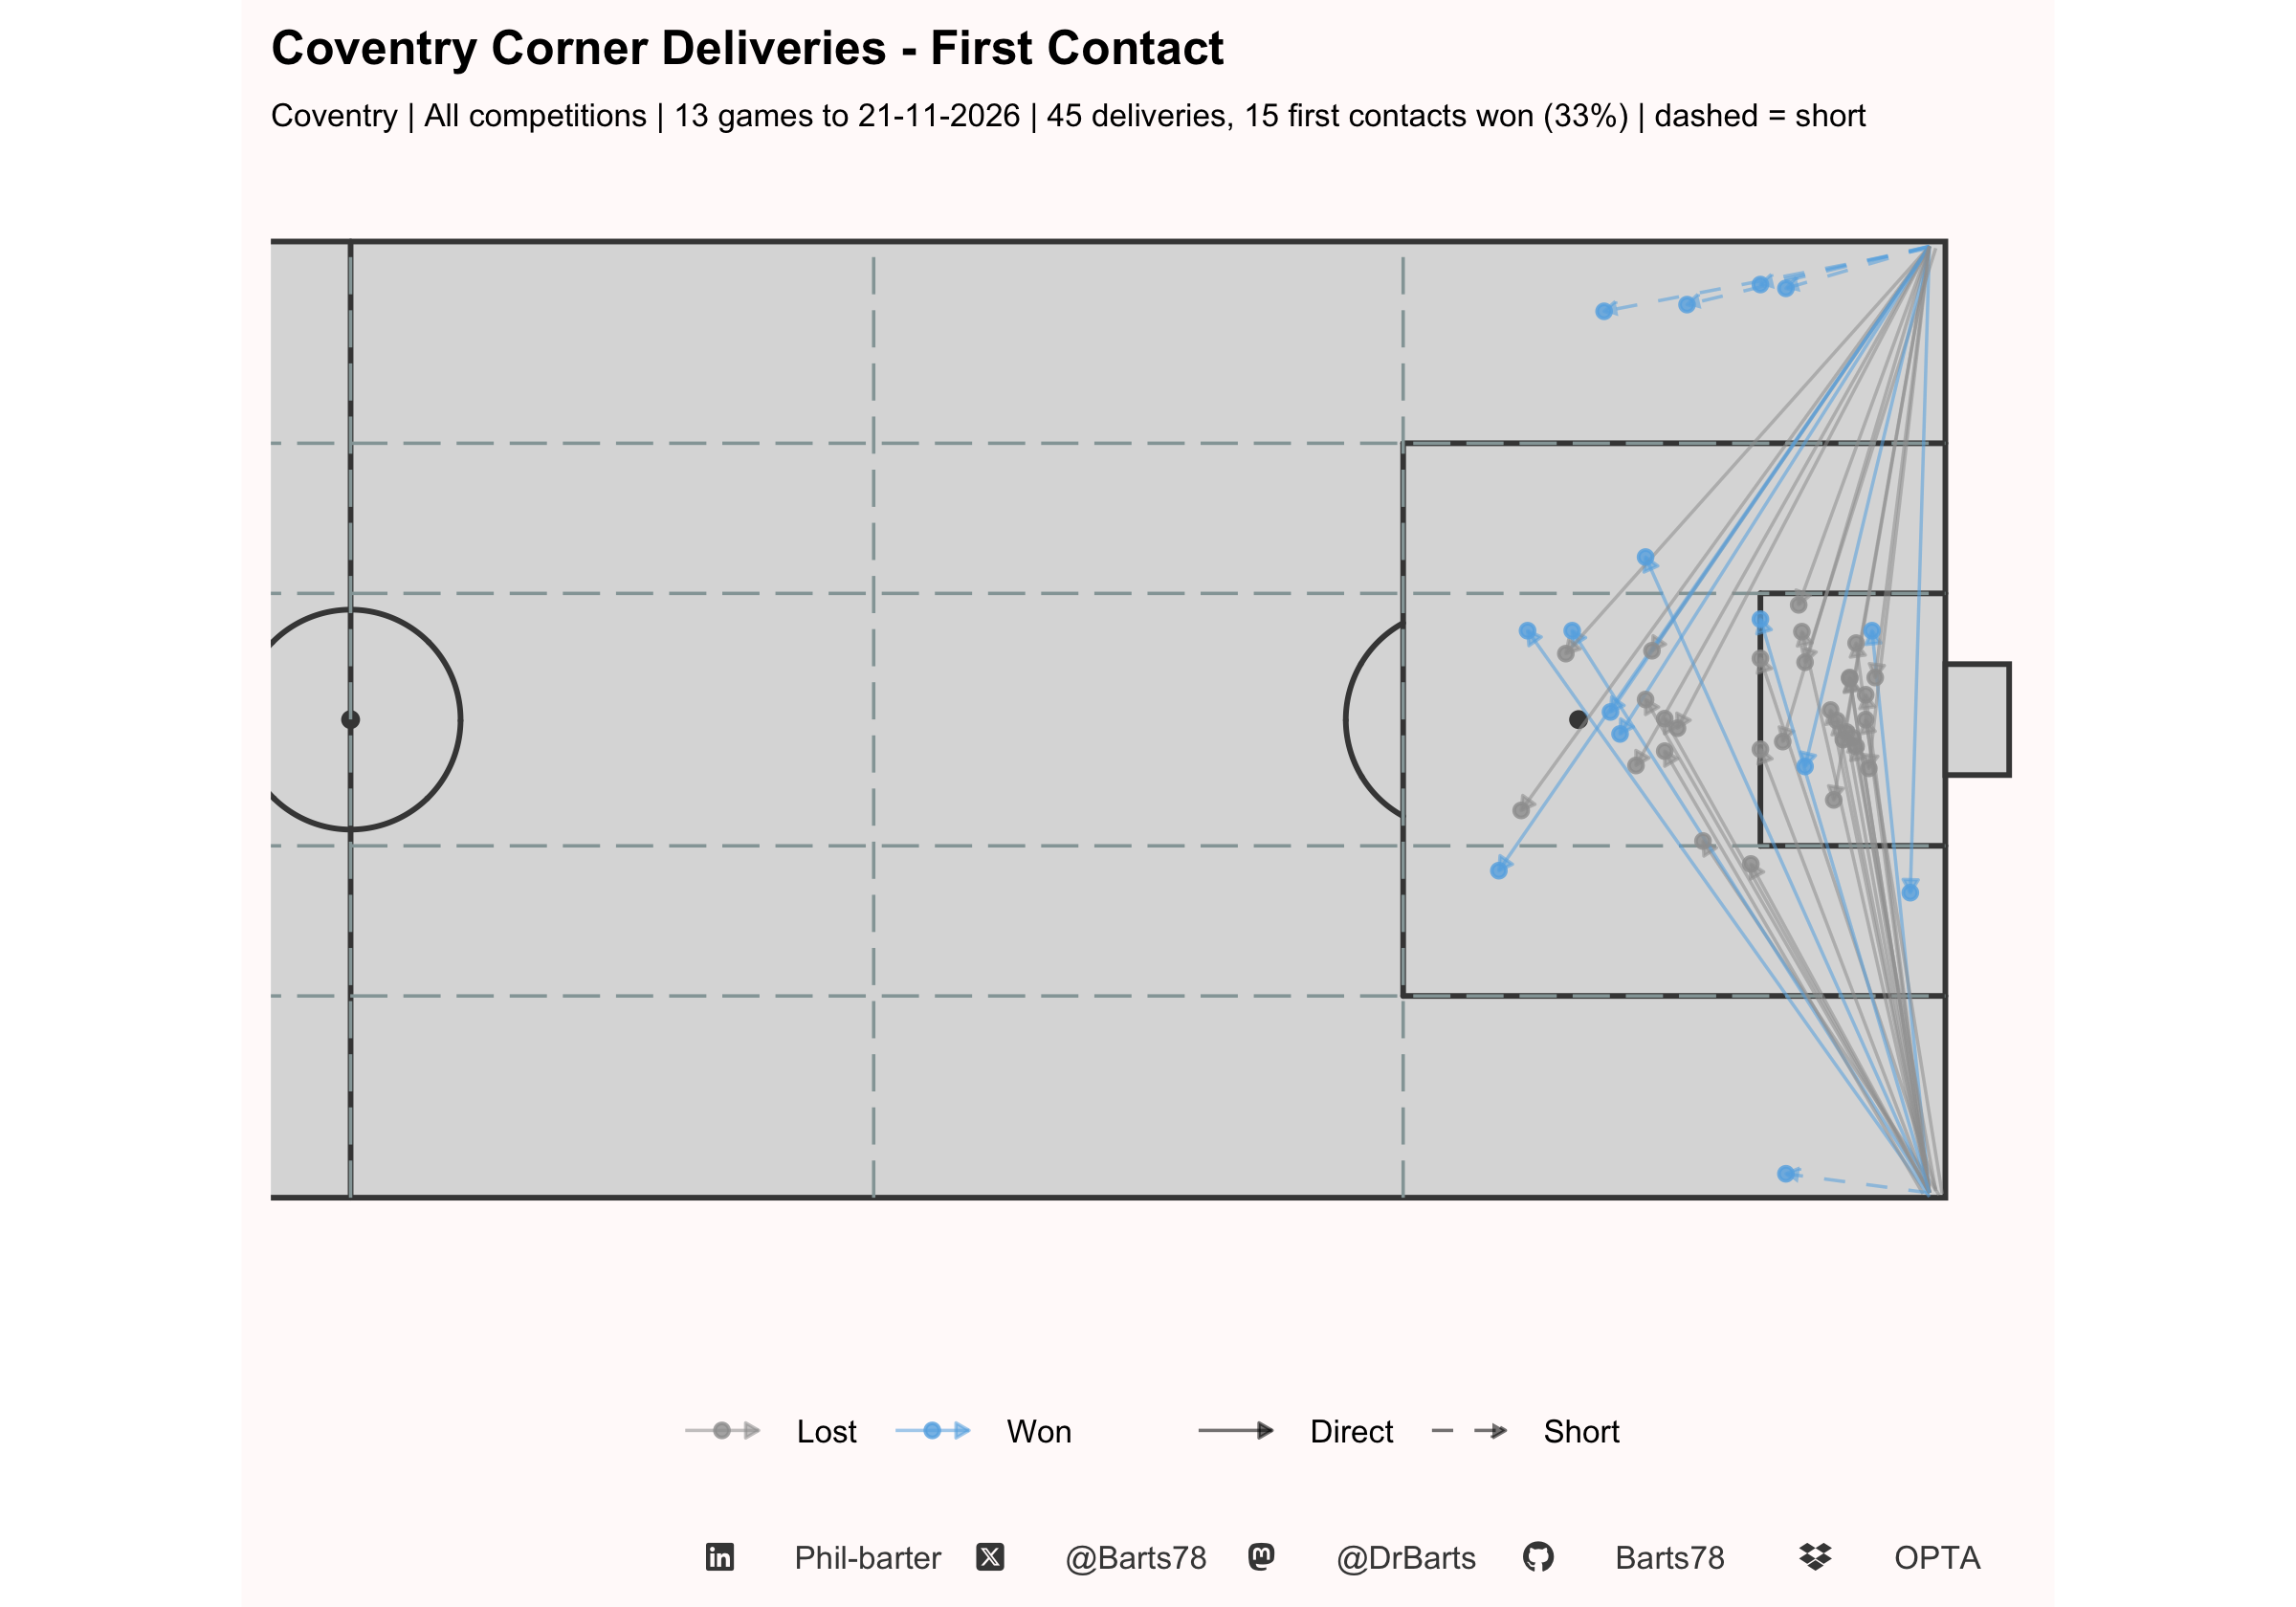 Coventry Corner Deliveries - First Contact
Coventry | All competitions | 13 games to 21-11-2026 | 45 deliveries, 15 first contacts won (33%) | dashed = short
Lost Won Direct Short
Phil-barter @Barts78 @DrBarts Barts78 OPTA